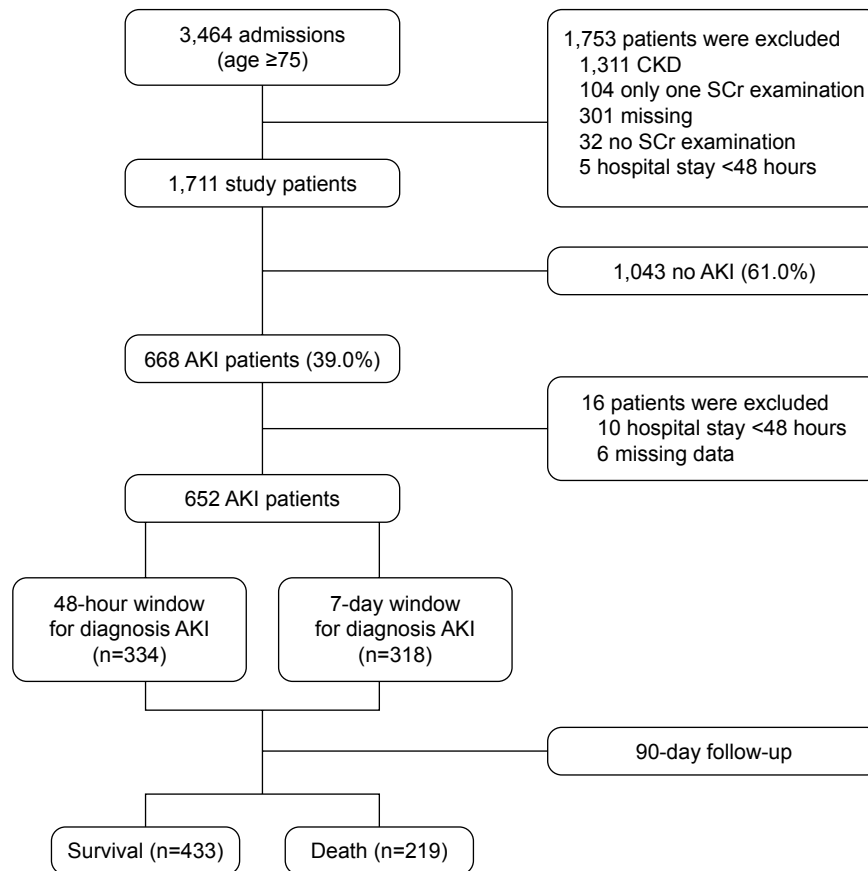 3,464 admissions
(age ≥75)
1,753 patients were excluded
1,311 CKD
104 only one SCr examination
301 missing
32 no SCr examination
5 hospital stay <48 hours
1,711 study patients
1,043 no AKI (61.0%)
668 AKI patients (39.0%)
16 patients were excluded
10 hospital stay <48 hours
6 missing data
652 AKI patients
48-hour window
for diagnosis AKI
(n=334)
7-day window
for diagnosis AKI
(n=318)
90-day follow-up
Survival (n=433)
Death (n=219)